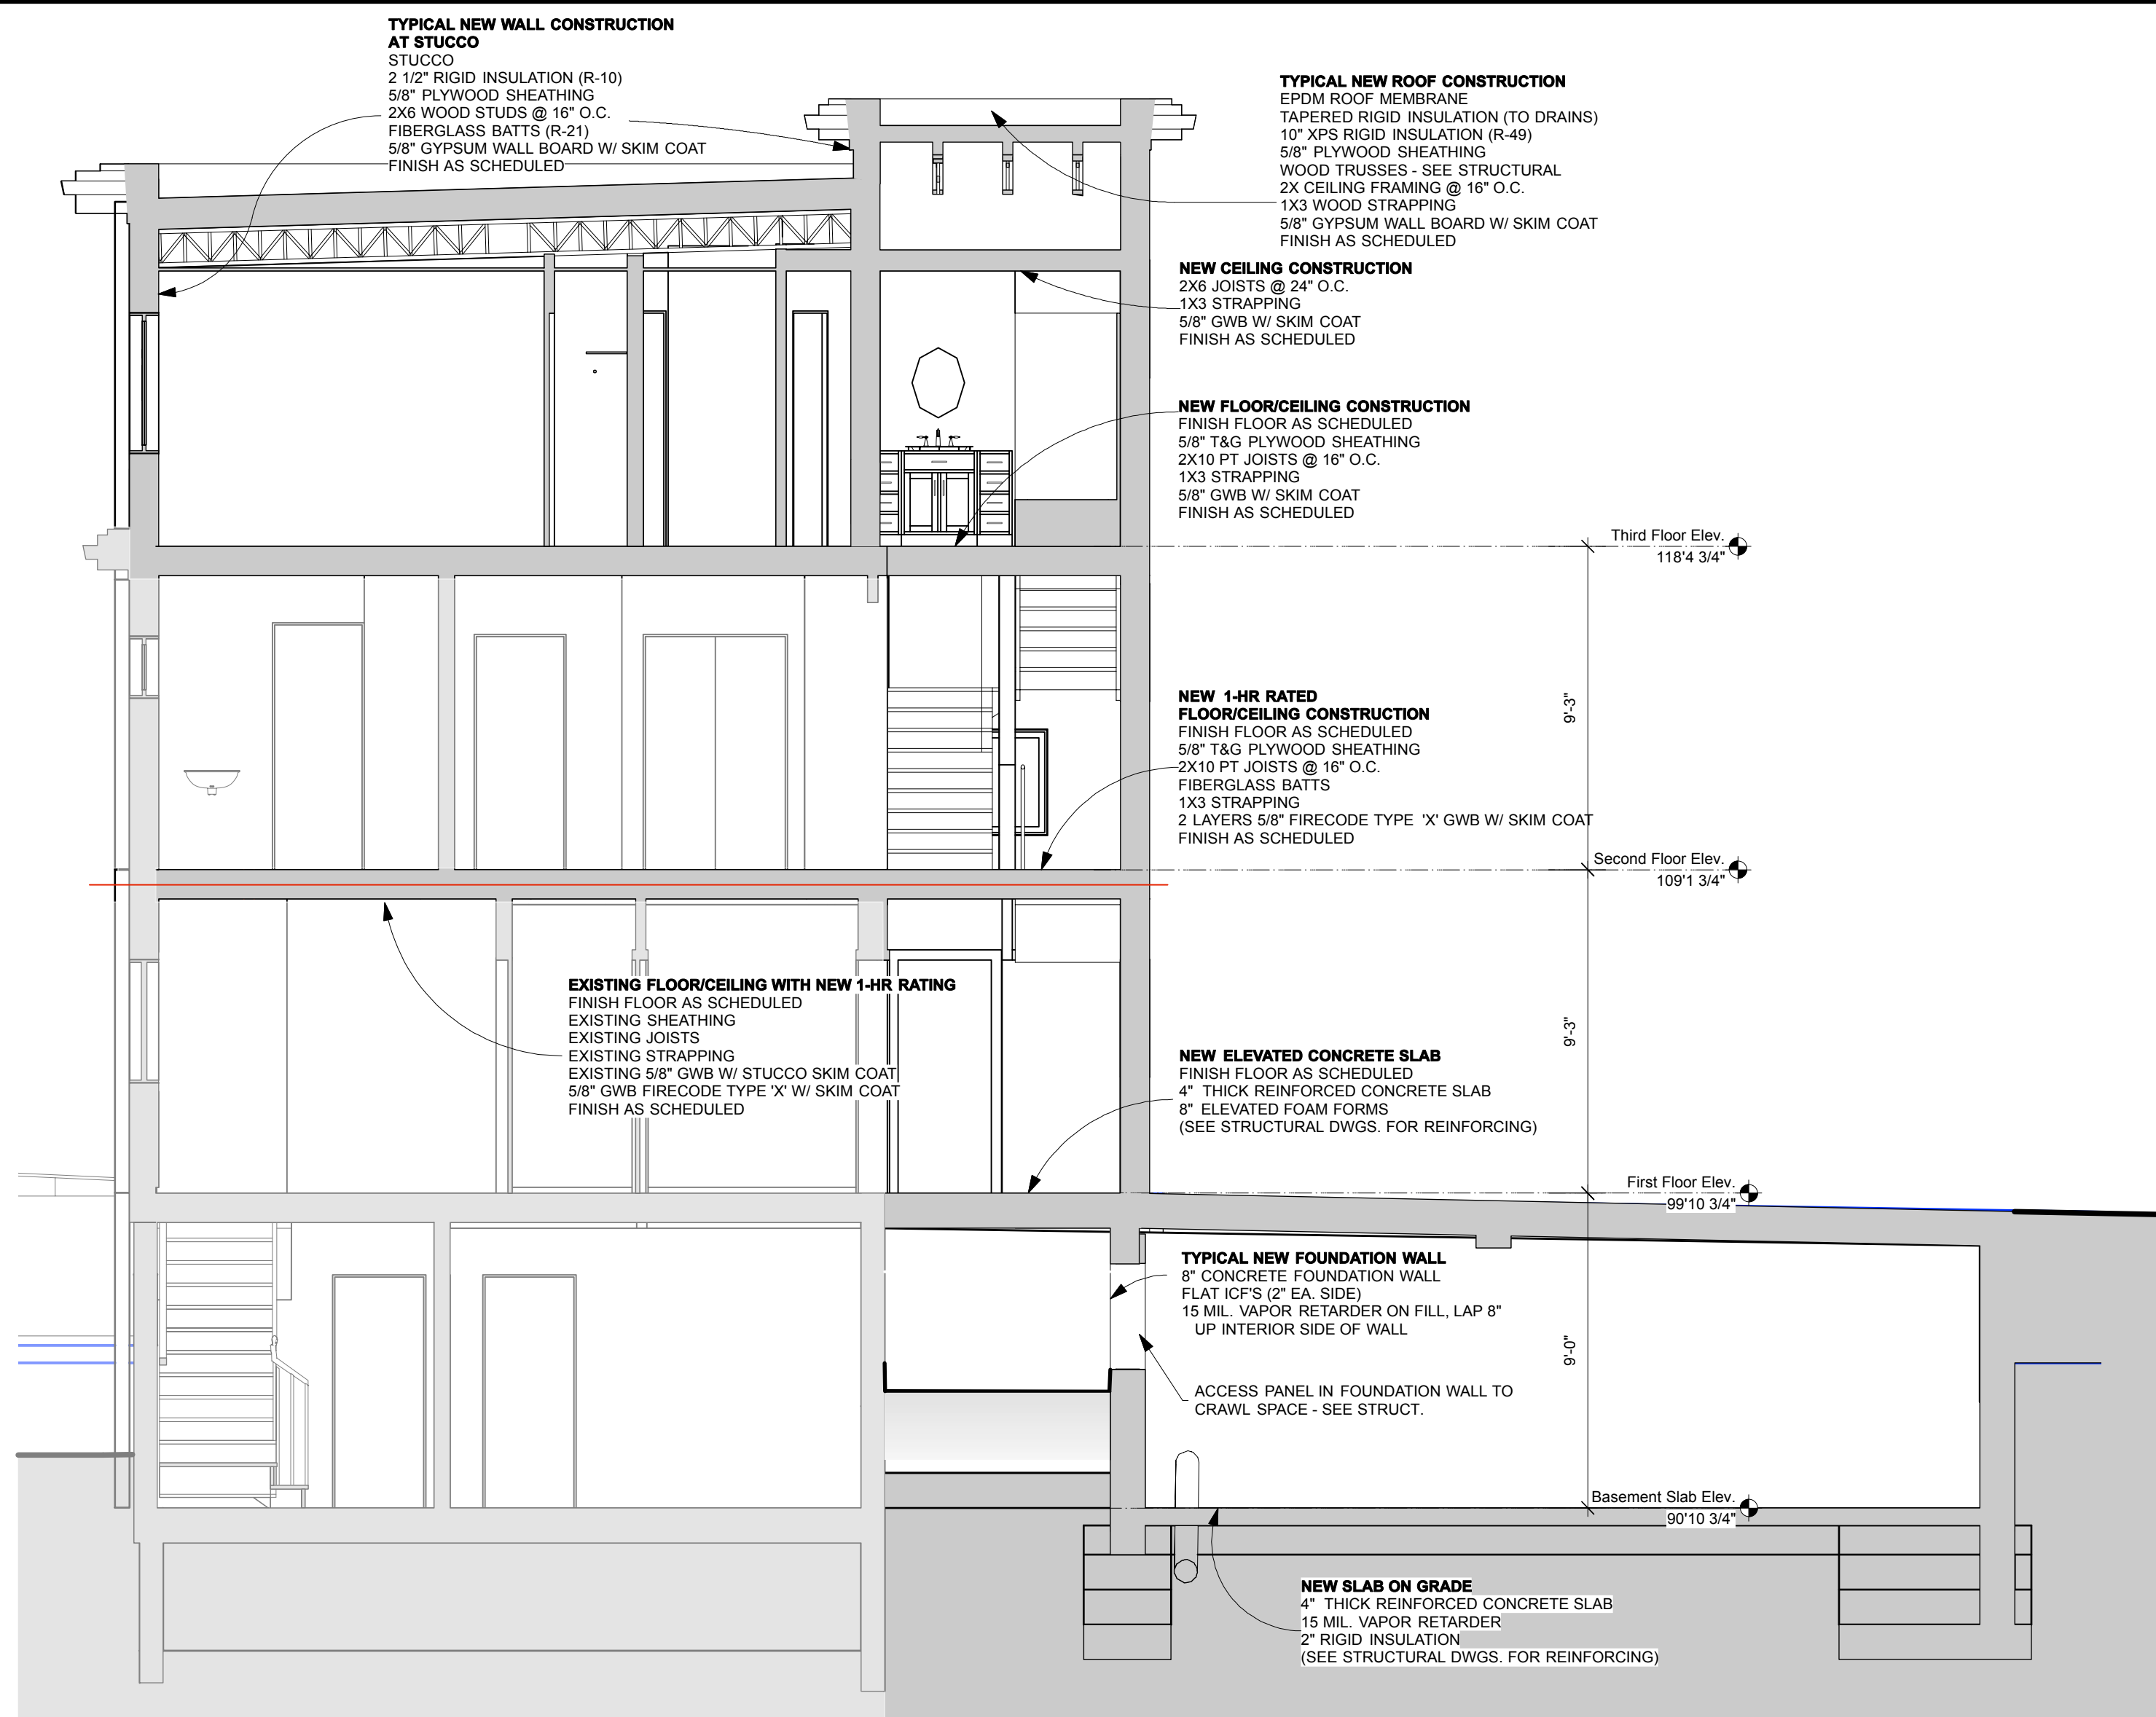 TYPICAL NEW WALL CONSTRUCTION
AT STUCCO
STUCCO
2 1/2" RIGID INSULATION (R-10)
5/8" PLYWOOD SHEATHING
2X6 WOOD STUDS @ 16" O.C.
FIBERGLASS BATTS (R-21)
5/8" GYPSUM WALL BOARD W/ SKIM COAT
FINISH AS SCHEDULED
TYPICAL NEW ROOF CONSTRUCTION
EPDM ROOF MEMBRANE
TAPERED RIGID INSULATION (TO DRAINS)
10" XPS RIGID INSULATION (R-49)
5/8" PLYWOOD SHEATHING
WOOD TRUSSES - SEE STRUCTURAL
2X CEILING FRAMING @ 16" O.C.
1X3 WOOD STRAPPING
5/8" GYPSUM WALL BOARD W/ SKIM COAT
FINISH AS SCHEDULED
NEW CEILING CONSTRUCTION
2X6 JOISTS @ 24" O.C.
1X3 STRAPPING
5/8" GWB W/ SKIM COAT
FINISH AS SCHEDULED
NEW FLOOR/CEILING CONSTRUCTION
FINISH FLOOR AS SCHEDULED
5/8" T&G PLYWOOD SHEATHING
2X10 PT JOISTS @ 16" O.C.
1X3 STRAPPING
5/8" GWB W/ SKIM COAT
FINISH AS SCHEDULED
Third Floor Elev.
118'4 3/4"
9'-3"
NEW 1-HR RATED
FLOOR/CEILING CONSTRUCTION
FINISH FLOOR AS SCHEDULED
5/8" T&G PLYWOOD SHEATHING
2X10 PT JOISTS @ 16" O.C.
FIBERGLASS BATTS
1X3 STRAPPING
2 LAYERS 5/8" FIRECODE TYPE 'X' GWB W/ SKIM COAT
FINISH AS SCHEDULED
Second Floor Elev.
109'1 3/4"
9'-3"
EXISTING FLOOR/CEILING WITH NEW 1-HR RATING
FINISH FLOOR AS SCHEDULED
EXISTING SHEATHING
EXISTING JOISTS
EXISTING STRAPPING
EXISTING 5/8" GWB W/ STUCCO SKIM COAT
5/8" GWB FIRECODE TYPE 'X' W/ SKIM COAT
FINISH AS SCHEDULED
NEW ELEVATED CONCRETE SLAB
FINISH FLOOR AS SCHEDULED
4" THICK REINFORCED CONCRETE SLAB
8" ELEVATED FOAM FORMS
(SEE STRUCTURAL DWGS. FOR REINFORCING)
First Floor Elev.
99'10 3/4"
TYPICAL NEW FOUNDATION WALL
8" CONCRETE FOUNDATION WALL
FLAT ICF'S (2" EA. SIDE)
15 MIL. VAPOR RETARDER ON FILL, LAP 8"
UP INTERIOR SIDE OF WALL
9'-0"
ACCESS PANEL IN FOUNDATION WALL TO
CRAWL SPACE - SEE STRUCT.
Basement Slab Elev.
90'10 3/4"
NEW SLAB ON GRADE
4" THICK REINFORCED CONCRETE SLAB
15 MIL. VAPOR RETARDER
2" RIGID INSULATION
(SEE STRUCTURAL DWGS. FOR REINFORCING)